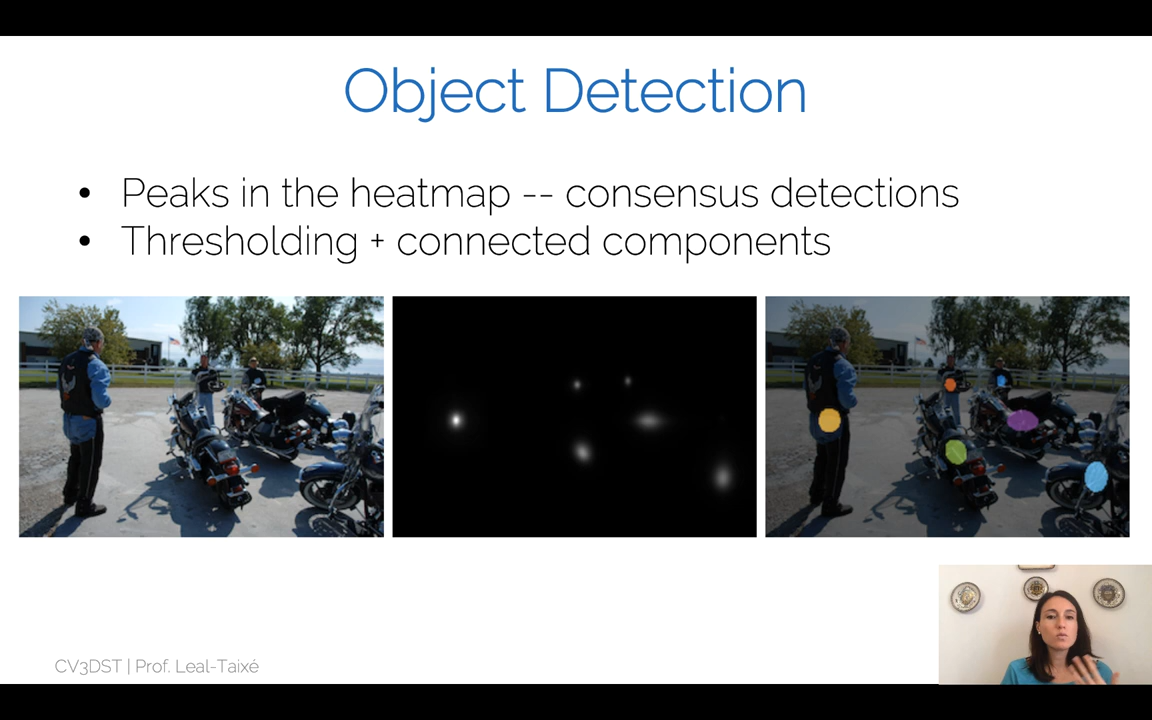 Object Detection
• Peaks in the heatmap -- consensus detections
• Thresholding + connected components
CV3DST | Prof. Leal-Taixé